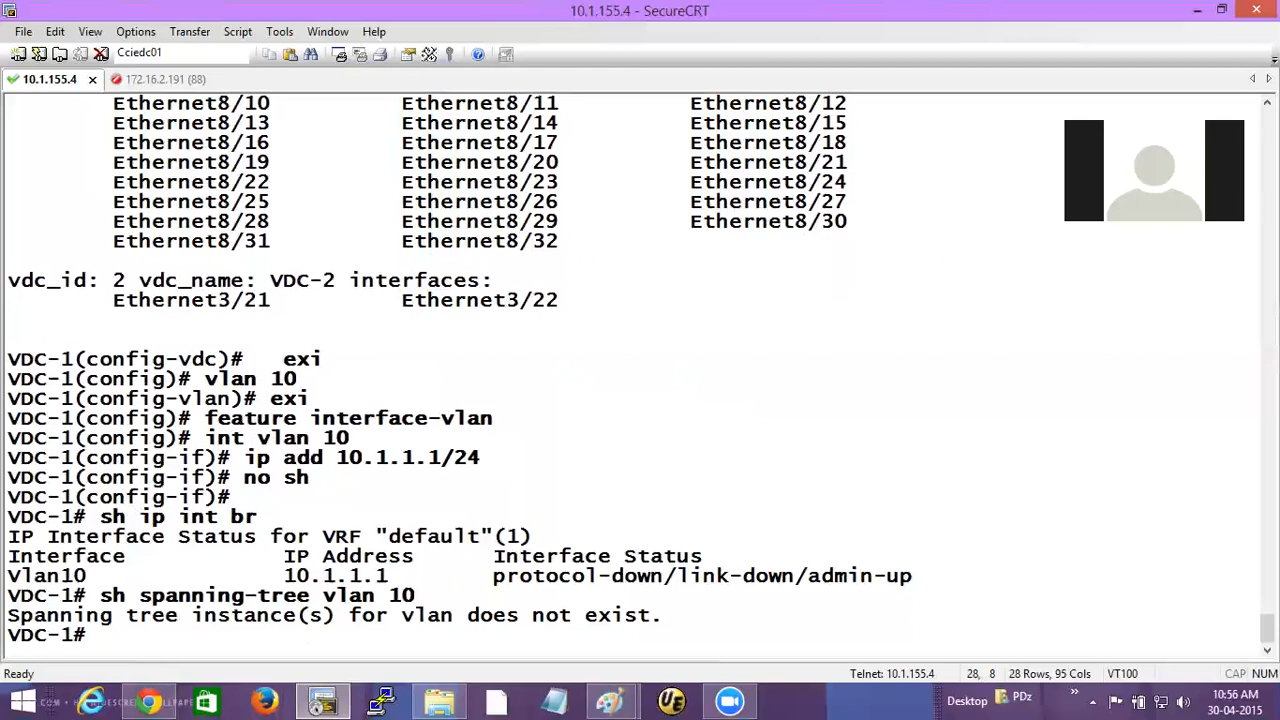 10.1.155.4 - SecureCRT
File Edit View Options Transfer Script Tools Window Help
Cciedc01
10.1.155.4 172.16.2.191 (88)
Ethernet8/10 Ethernet8/11 Ethernet8/12
Ethernet8/13 Ethernet8/14 Ethernet8/15
Ethernet8/16 Ethernet8/17 Ethernet8/18
Ethernet8/19 Ethernet8/20 Ethernet8/21
Ethernet8/22 Ethernet8/23 Ethernet8/24
Ethernet8/25 Ethernet8/26 Ethernet8/27
Ethernet8/28 Ethernet8/29 Ethernet8/30
Ethernet8/31 Ethernet8/32
vdc_id: 2 vdc_name: VDC-2 interfaces:
Ethernet3/21 Ethernet3/22
VDC-1(config-vdc)# exi
VDC-1(config)# vlan 10
VDC-1(config-vlan)# exi
VDC-1(config)# feature interface-vlan
VDC-1(config)# int vlan 10
VDC-1(config-if)# ip add 10.1.1.1/24
VDC-1(config-if)# no sh
VDC-1(config-if)#
VDC-1# sh ip int br
IP Interface Status for VRF "default"(1)
Interface IP Address Interface Status
Vlan10 10.1.1.1 protocol-down/link-down/admin-up
VDC-1# sh spanning-tree vlan 10
Spanning tree instance(s) for vlan does not exist.
VDC-1#
Ready Telnet: 10.1.155.4 28, 8 28 Rows, 95 Cols VT100 CAP NUM
Desktop PDz 10:56 AM
30-04-2015